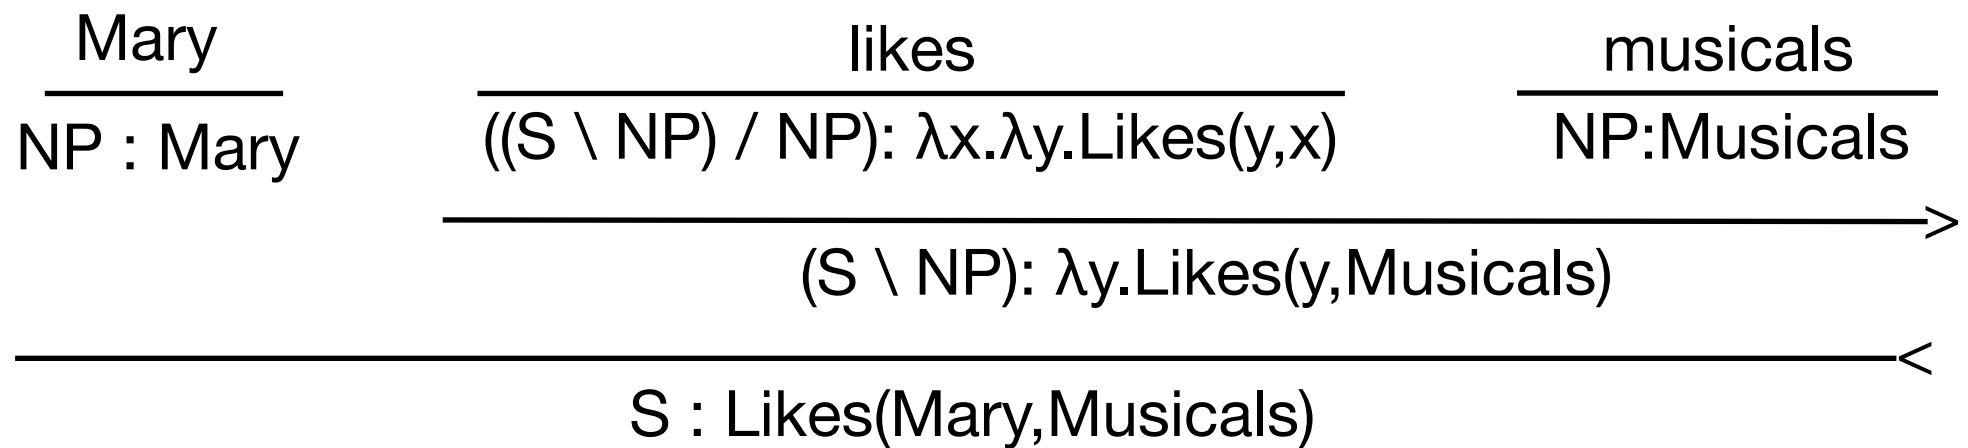 Mary likes musicals
NP : Mary ((S \ NP) / NP): λx.λy.Likes(y,x) NP:Musicals
>
(S \ NP): λy.Likes(y,Musicals)
<
S : Likes(Mary,Musicals)